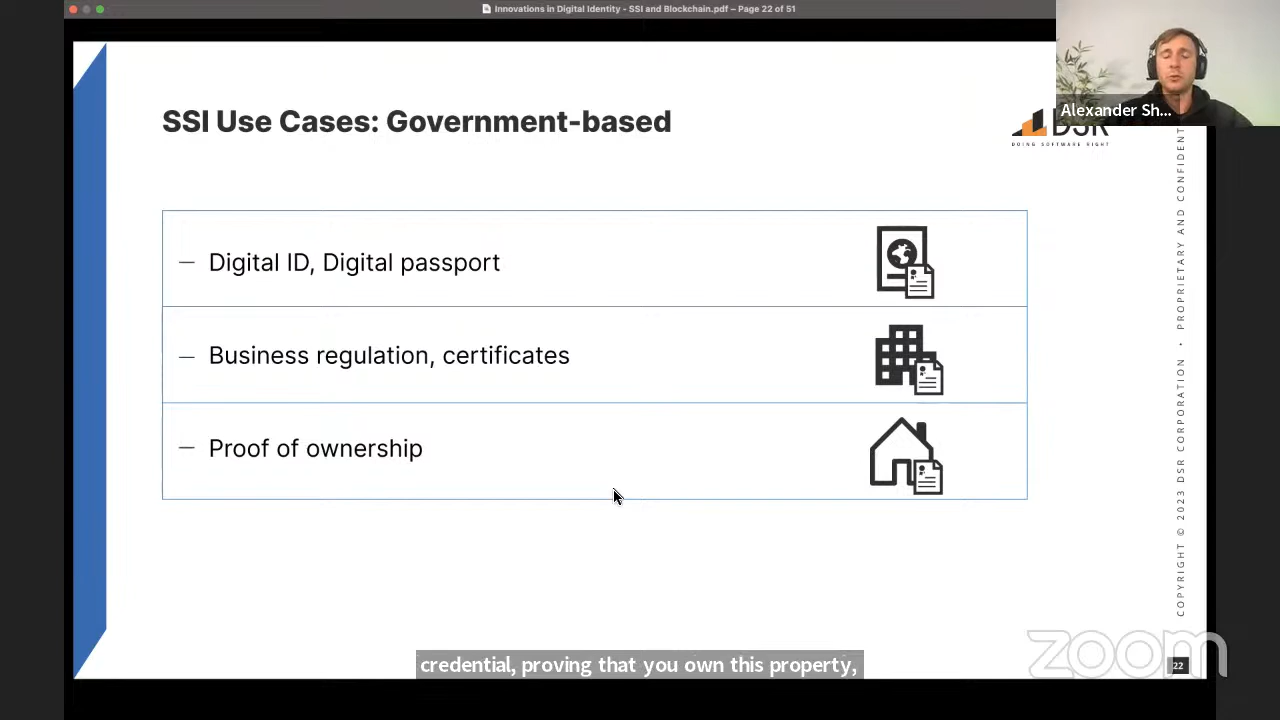 Innovations in Digital Identity - SSI and Blockchain.pdf – Page 22 of 51
Alexander Sh...
SSI Use Cases: Government-based
DSR
DOING SOFTWARE RIGHT
— Digital ID, Digital passport
— Business regulation, certificates
— Proof of ownership
COPYRIGHT © 2023 DSR CORPORATION • PROPRIETARY AND CONFIDENT
credential, proving that you own this property,
zoom
22